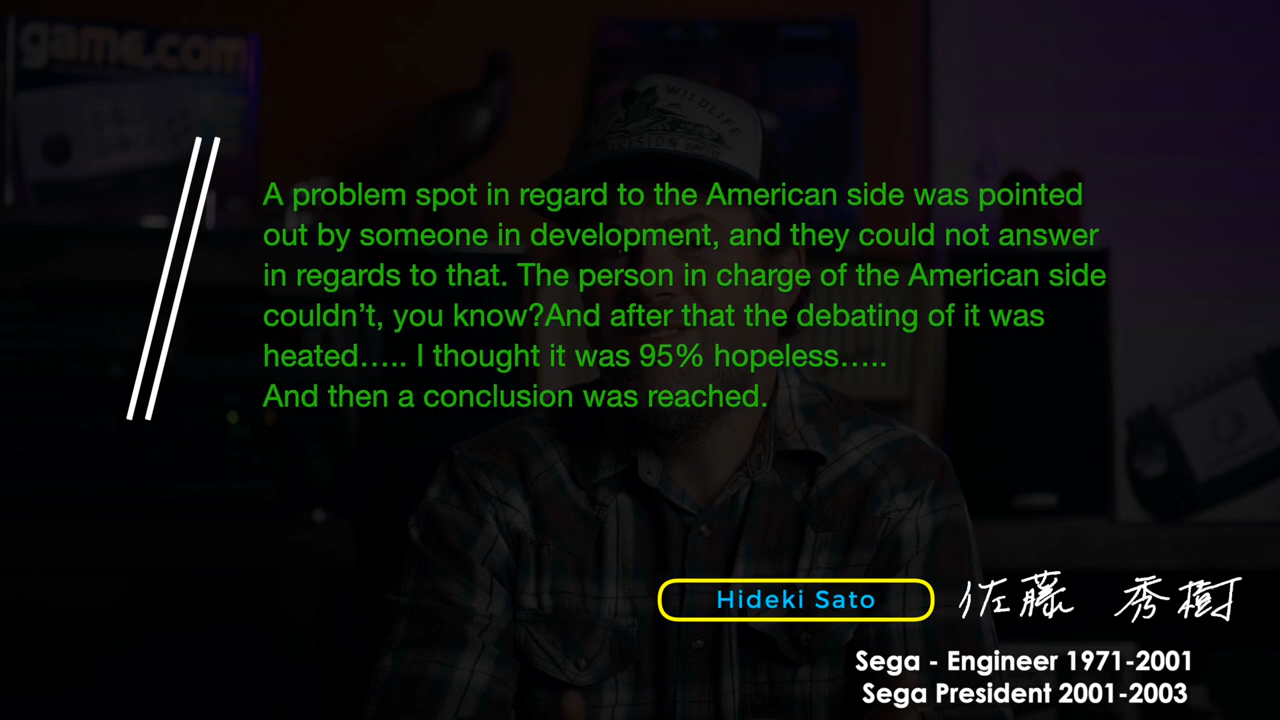 game.com
WILDLIFE
A problem spot in regard to the American side was pointed
out by someone in development, and they could not answer
in regards to that. The person in charge of the American side
couldn’t, you know?And after that the debating of it was
heated….. I thought it was 95% hopeless…..
And then a conclusion was reached.
Hideki Sato
佐藤 秀樹
Sega - Engineer 1971-2001
Sega President 2001-2003